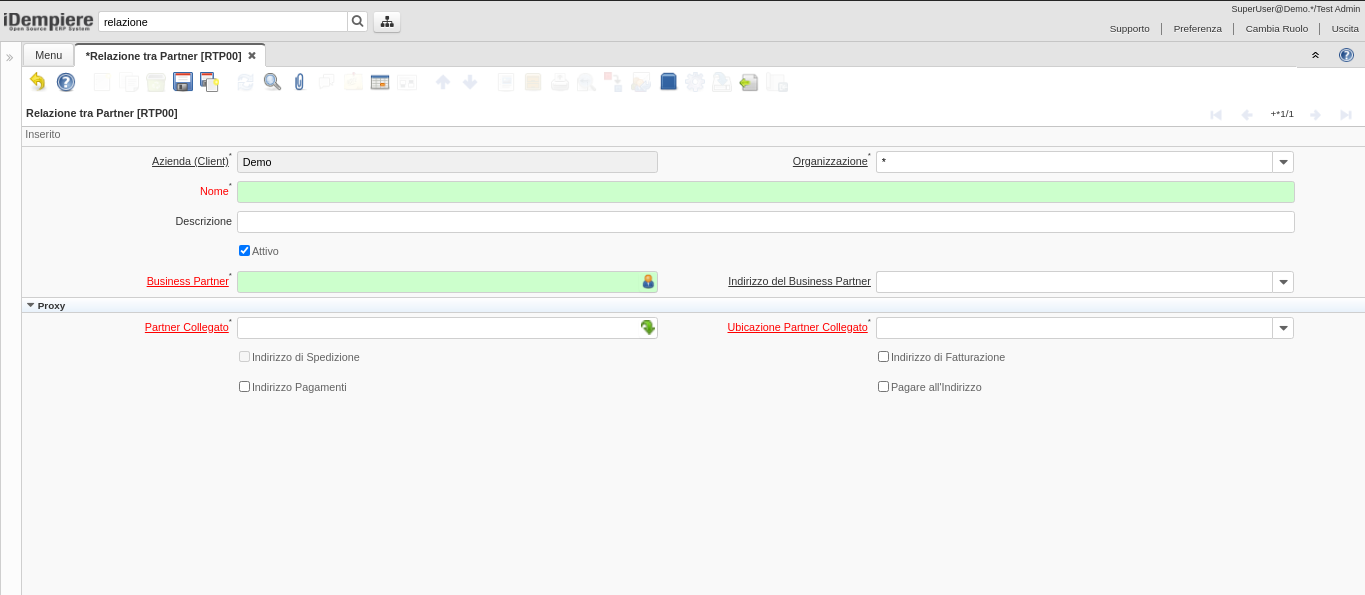 SuperUser@Demo.*/Test Admin
iDempiere
Open Source ERP System
relazione
Supporto
Preferenza
Cambia Ruolo
Uscita
Menu
*Relazione tra Partner [RTP00]
Relazione tra Partner [RTP00]
+*1/1
Inserito
Azienda (Client)* Demo
Organizzazione* *
Nome*
Descrizione
Attivo
Business Partner*
Indirizzo del Business Partner
Proxy
Partner Collegato*
Ubicazione Partner Collegato*
Indirizzo di Spedizione
Indirizzo di Fatturazione
Indirizzo Pagamenti
Pagare all'Indirizzo